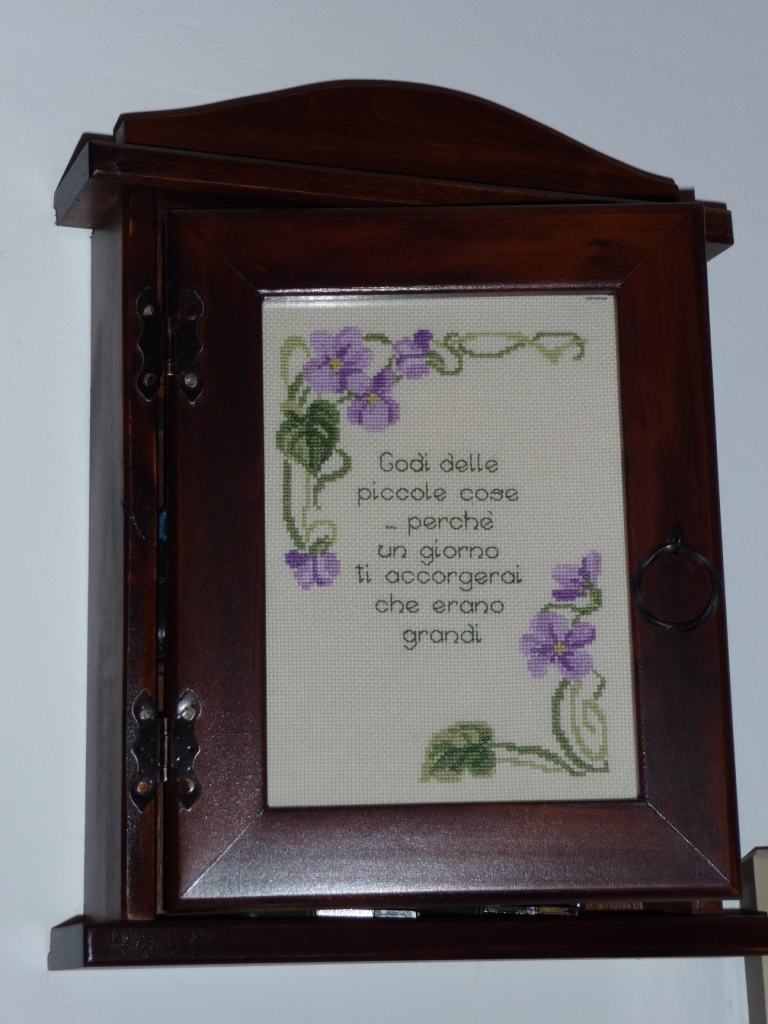 Godi delle
piccole cose
... perchè
un giorno
ti accorgerai
che erano
grandi